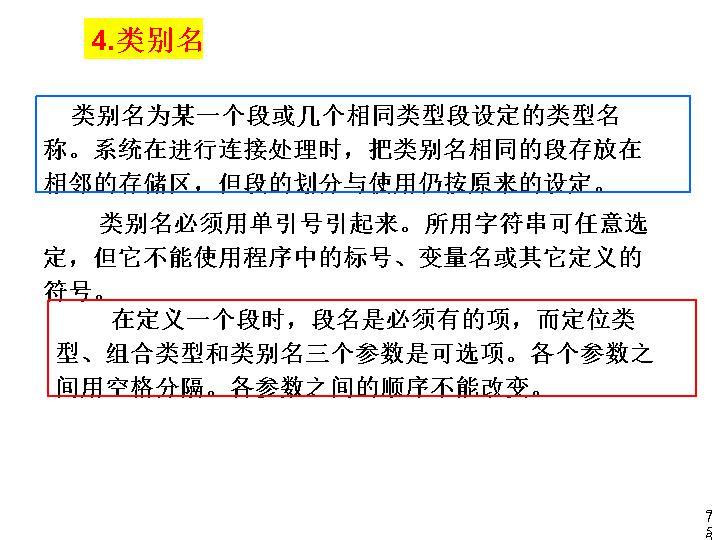 4.类别名
类别名为某一个段或几个相同类型段设定的类型名
称。系统在进行连接处理时，把类别名相同的段存放在
相邻的存储区，但段的划分与使用仍按原来的设定。
类别名必须用单引号引起来。所用字符串可任意选
定，但它不能使用程序中的标号、变量名或其它定义的
符号。
在定义一个段时，段名是必须有的项，而定位类
型、组合类型和类别名三个参数是可选项。各个参数之
间用空格分隔。各参数之间的顺序不能改变。
7
5